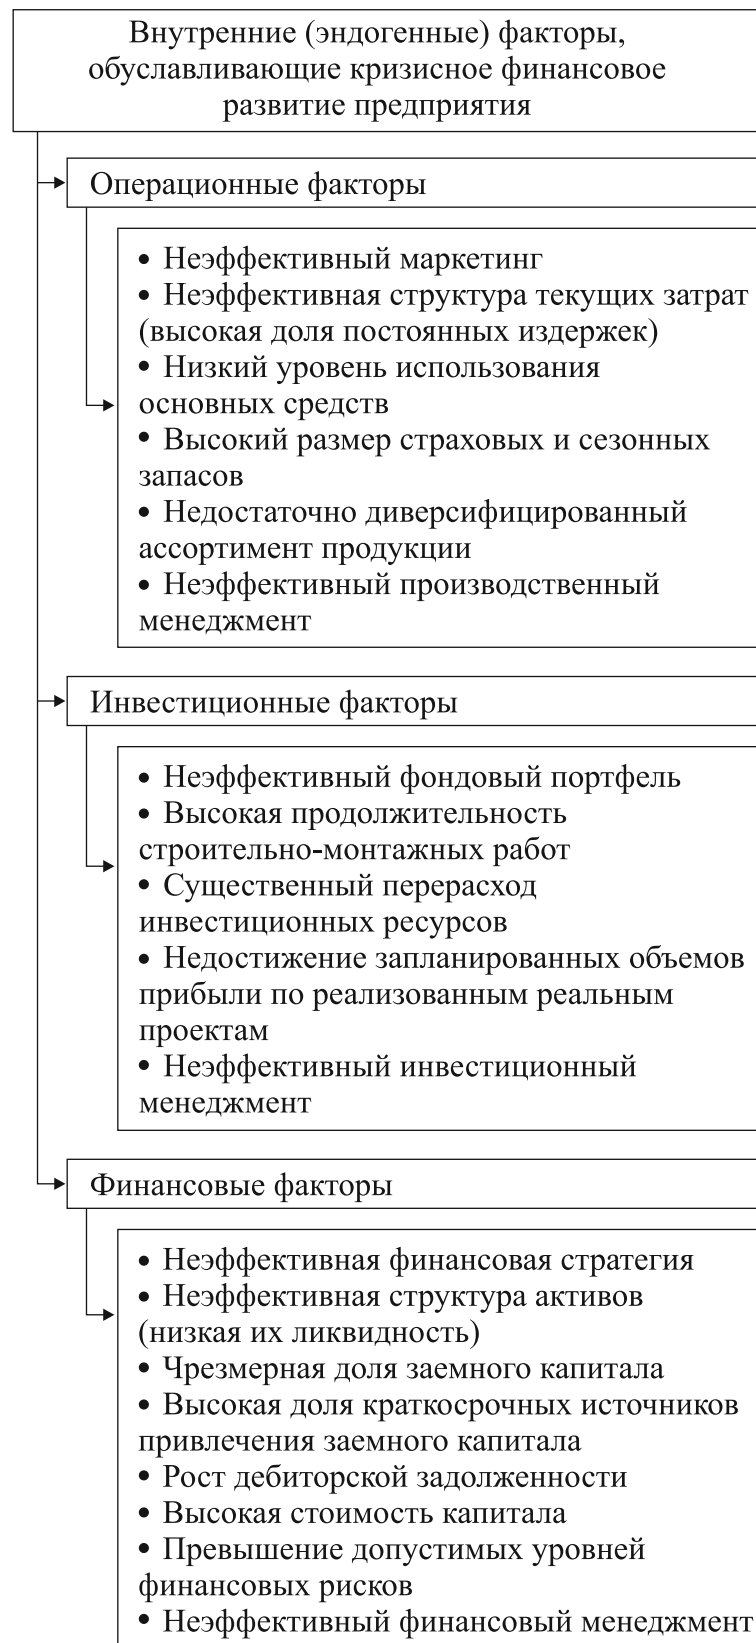 Внутренние (эндогенные) факторы,
обуславливающие кризисное финансовое
развитие предприятия
Операционные факторы
• Неэффективный маркетинг
• Неэффективная структура текущих затрат
(высокая доля постоянных издержек)
• Низкий уровень использования
основных средств
• Высокий размер страховых и сезонных
запасов
• Недостаточно диверсифицированный
ассортимент продукции
• Неэффективный производственный
менеджмент
Инвестиционные факторы
• Неэффективный фондовый портфель
• Высокая продолжительность
строительно-монтажных работ
• Существенный перерасход
инвестиционных ресурсов
• Недостижение запланированных объемов
прибыли по реализованным реальным
проектам
• Неэффективный инвестиционный
менеджмент
Финансовые факторы
• Неэффективная финансовая стратегия
• Неэффективная структура активов
(низкая их ликвидность)
• Чрезмерная доля заемного капитала
• Высокая доля краткосрочных источников
привлечения заемного капитала
• Рост дебиторской задолженности
• Высокая стоимость капитала
• Превышение допустимых уровней
финансовых рисков
• Неэффективный финансовый менеджмент